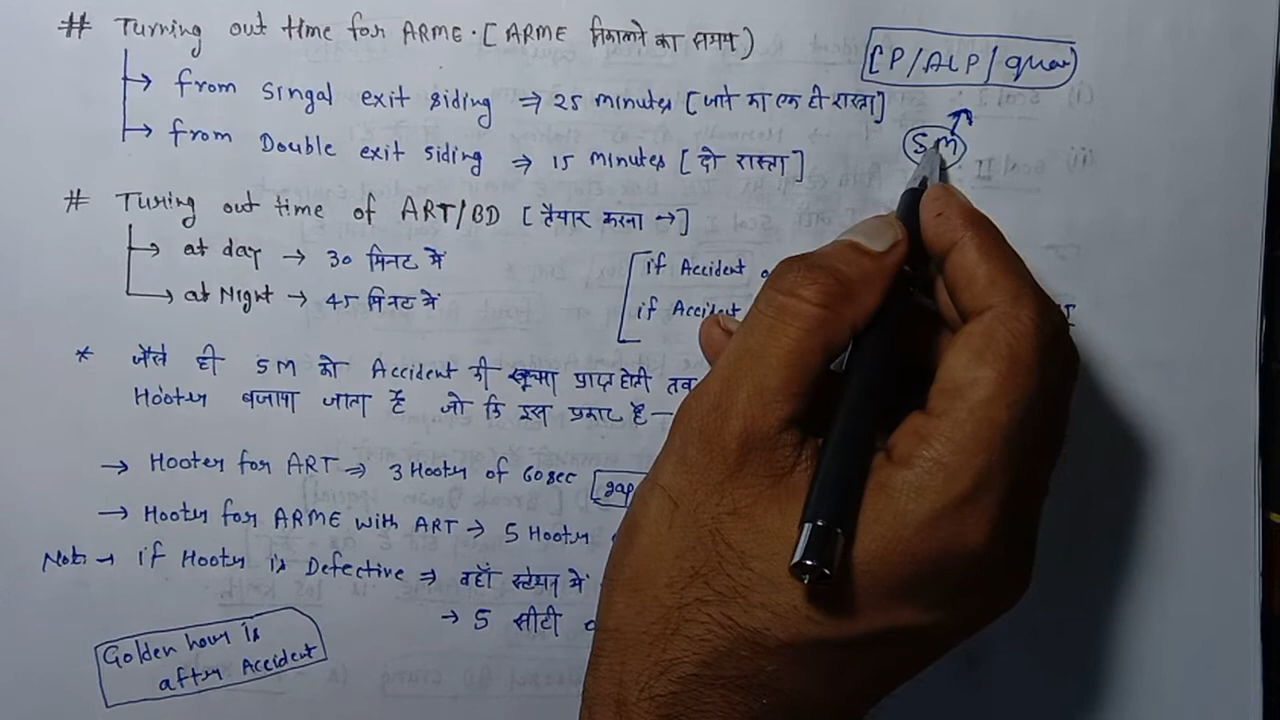 # Turning out time for ARME. [ ARME निकालने का समय )
[LP/ALP/
→ from Singal exit siding ⇒ 25 minutes [ जाने का एक ही रास्ता ]
SM
→ from Double exit siding ⇒ 15 minutes [ दो रास्ता ]
# Turing out time of ART/BD [ तैयार करना → ]
→ at day → 30 मिनट में
if Accident
→ at Night → 45 मिनट में
if Accident
* जैसे ही SM को Accident की सूचना प्राप्त होती तब
Hooter बजाया जाता है जो कि इस प्रकार है —
→ Hooter for ART ⇒ 3 Hooter of 60 sec [gap
→ Hooter for ARME with ART → 5 Hooter
Note → if Hooter is Defective ⇒ वहाँ स्टेशन में
→ 5 सीटी
Golden hour is
after Accident